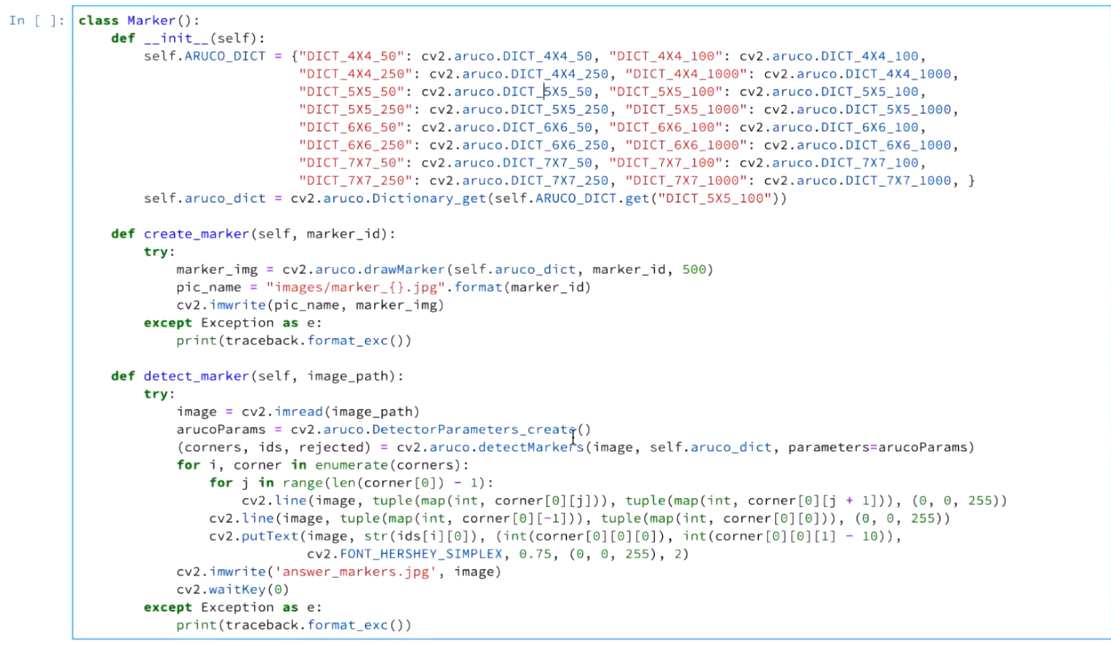 In [ ]: class Marker():
    def __init__(self):
        self.ARUCO_DICT = {"DICT_4X4_50": cv2.aruco.DICT_4X4_50, "DICT_4X4_100": cv2.aruco.DICT_4X4_100,
                           "DICT_4X4_250": cv2.aruco.DICT_4X4_250, "DICT_4X4_1000": cv2.aruco.DICT_4X4_1000,
                           "DICT_5X5_50": cv2.aruco.DICT_5X5_50, "DICT_5X5_100": cv2.aruco.DICT_5X5_100,
                           "DICT_5X5_250": cv2.aruco.DICT_5X5_250, "DICT_5X5_1000": cv2.aruco.DICT_5X5_1000,
                           "DICT_6X6_50": cv2.aruco.DICT_6X6_50, "DICT_6X6_100": cv2.aruco.DICT_6X6_100,
                           "DICT_6X6_250": cv2.aruco.DICT_6X6_250, "DICT_6X6_1000": cv2.aruco.DICT_6X6_1000,
                           "DICT_7X7_50": cv2.aruco.DICT_7X7_50, "DICT_7X7_100": cv2.aruco.DICT_7X7_100,
                           "DICT_7X7_250": cv2.aruco.DICT_7X7_250, "DICT_7X7_1000": cv2.aruco.DICT_7X7_1000, }
        self.aruco_dict = cv2.aruco.Dictionary_get(self.ARUCO_DICT.get("DICT_5X5_100"))
    def create_marker(self, marker_id):
        try:
            marker_img = cv2.aruco.drawMarker(self.aruco_dict, marker_id, 500)
            pic_name = "images/marker_{}.jpg".format(marker_id)
            cv2.imwrite(pic_name, marker_img)
        except Exception as e:
            print(traceback.format_exc())
    def detect_marker(self, image_path):
        try:
            image = cv2.imread(image_path)
            arucoParams = cv2.aruco.DetectorParameters_create()
            (corners, ids, rejected) = cv2.aruco.detectMarkers(image, self.aruco_dict, parameters=arucoParams)
            for i, corner in enumerate(corners):
                for j in range(len(corner[0]) - 1):
                    cv2.line(image, tuple(map(int, corner[0][j])), tuple(map(int, corner[0][j + 1])), (0, 0, 255))
                cv2.line(image, tuple(map(int, corner[0][-1])), tuple(map(int, corner[0][0])), (0, 0, 255))
                cv2.putText(image, str(ids[i][0]), (int(corner[0][0][0]), int(corner[0][0][1] - 10)),
                            cv2.FONT_HERSHEY_SIMPLEX, 0.75, (0, 0, 255), 2)
            cv2.imwrite('answer_markers.jpg', image)
            cv2.waitKey(0)
        except Exception as e:
            print(traceback.format_exc())